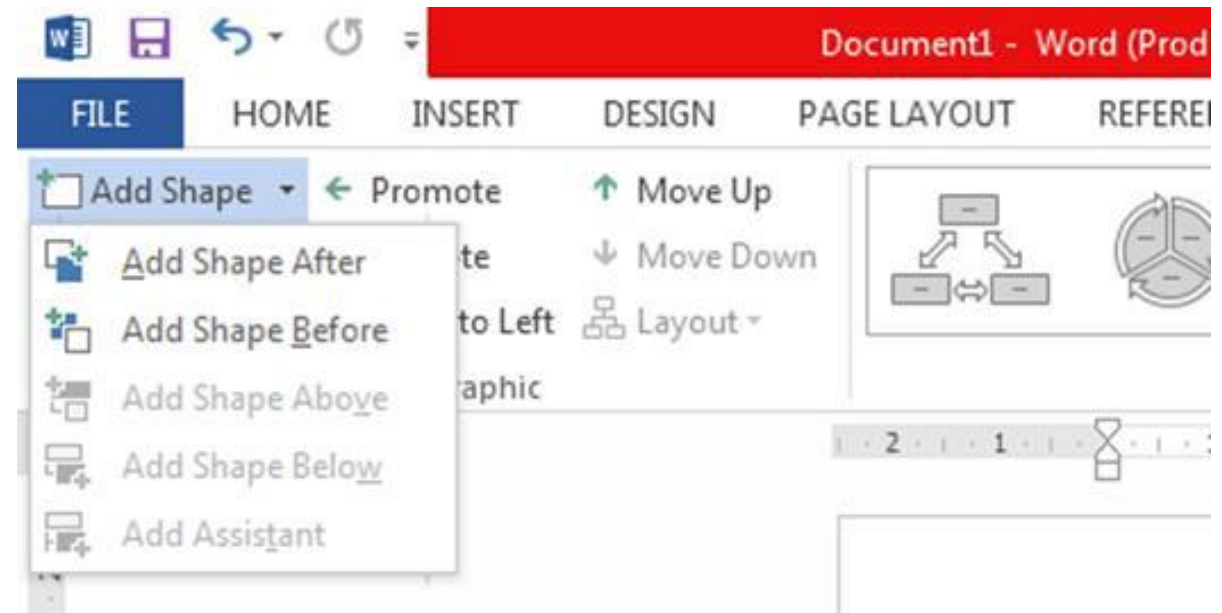 Document1 - Word (Prod
FILE HOME INSERT DESIGN PAGE LAYOUT REFEREN
Add Shape Promote Move Up
Add Shape After te Move Down
Add Shape Before to Left Layout
Add Shape Above aphic
2 1
Add Shape Below
Add Assistant